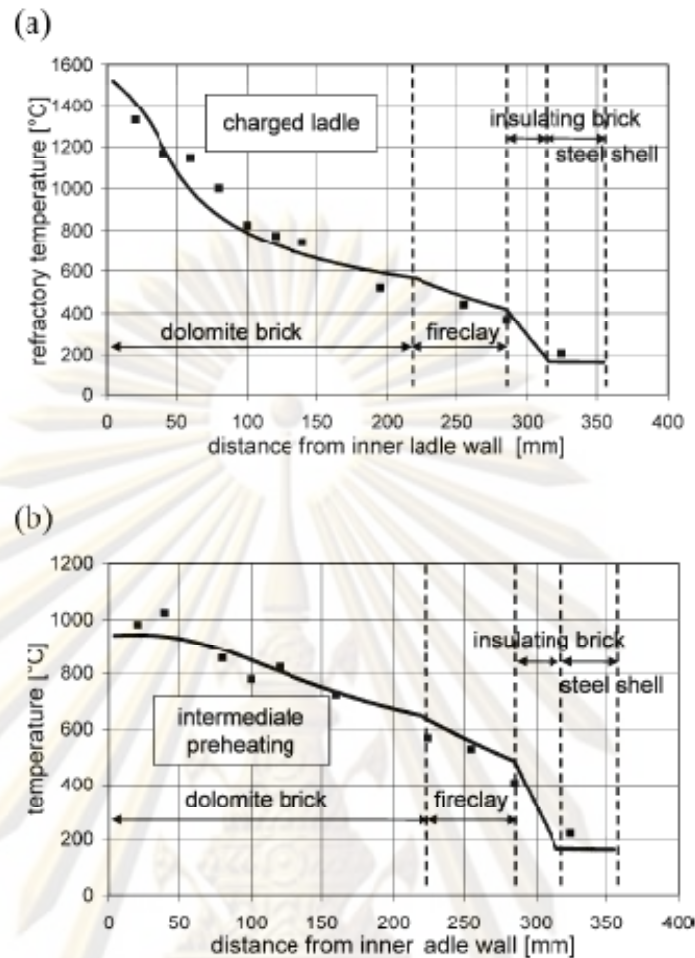 (a)
1600
1400
1200
1000
800
600
400
200
0
refractory temperature [°C]
charged ladle
insulating brick
steel shell
dolomite brick
fireclay
0 50 100 150 200 250 300 350 400
distance from inner ladle wall [mm]
(b)
1200
1000
800
600
400
200
0
temperature [°C]
insulating brick
steel shell
intermediate
preheating
dolomite brick
fireclay
0 50 100 150 200 250 300 350 400
distance from inner adle wall [mm]